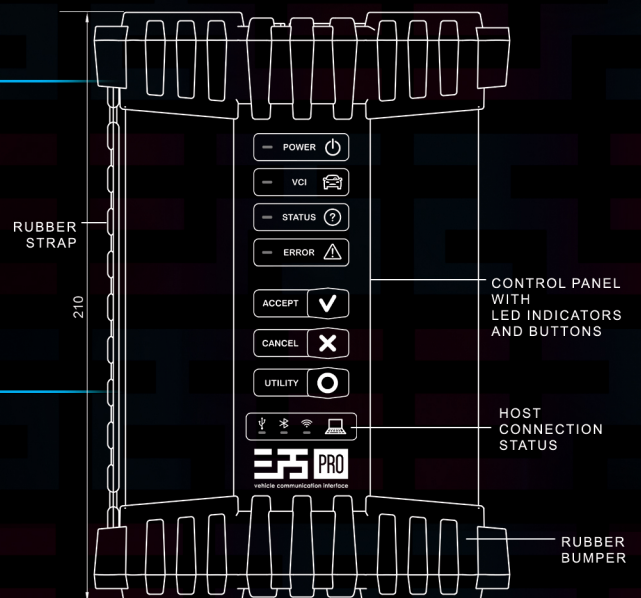 POWER
VCI
STATUS
ERROR
RUBBER
STRAP
210
CONTROL PANEL
WITH
LED INDICATORS
AND BUTTONS
ACCEPT
CANCEL
UTILITY
HOST
CONNECTION
STATUS
PRO
vehicle communication interface
RUBBER
BUMPER